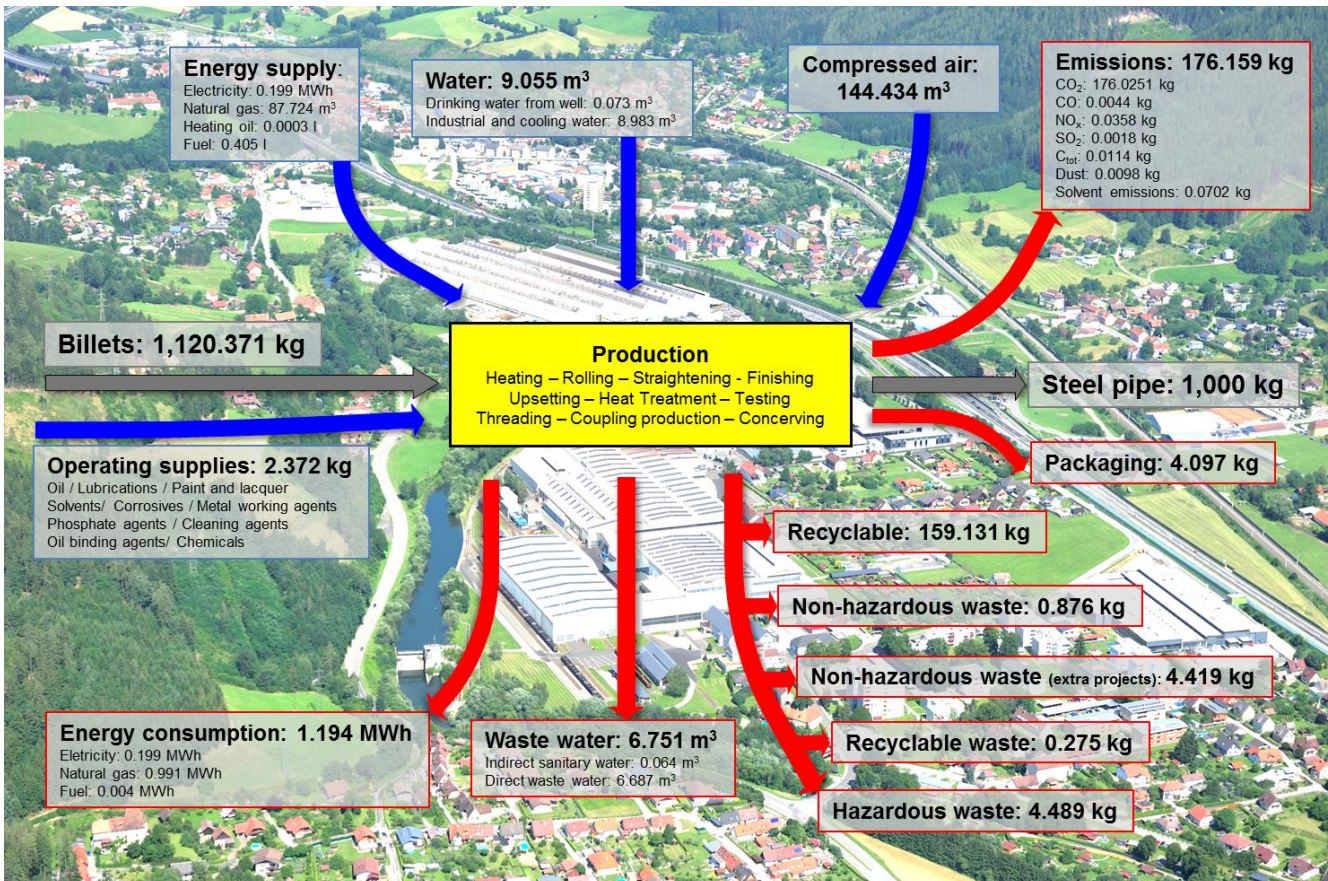 Energy supply:
Electricity: 0.199 MWh
Natural gas: 87.724 m³
Heating oil: 0.0003 l
Fuel: 0.405 l
Water: 9.055 m³
Drinking water from well: 0.073 m³
Industrial and cooling water: 8.983 m³
Compressed air:
144.434 m³
Emissions: 176.159 kg
CO₂: 176.0251 kg
CO: 0.0044 kg
NOₓ: 0.0358 kg
SO₂: 0.0018 kg
Cₜₒₜ: 0.0114 kg
Dust: 0.0098 kg
Solvent emissions: 0.0702 kg
Billets: 1,120.371 kg
Production
Heating – Rolling – Straightening - Finishing
Upsetting – Heat Treatment – Testing
Threading – Coupling production – Concerving
Steel pipe: 1,000 kg
Operating supplies: 2.372 kg
Oil / Lubrications / Paint and lacquer
Solvents/ Corrosives / Metal working agents
Phosphate agents / Cleaning agents
Oil binding agents/ Chemicals
Packaging: 4.097 kg
Recyclable: 159.131 kg
Non-hazardous waste: 0.876 kg
Non-hazardous waste (extra projects): 4.419 kg
Recyclable waste: 0.275 kg
Hazardous waste: 4.489 kg
Energy consumption: 1.194 MWh
Eletricity: 0.199 MWh
Natural gas: 0.991 MWh
Fuel: 0.004 MWh
Waste water: 6.751 m³
Indirect sanitary water: 0.064 m³
Direct waste water: 6.687 m³